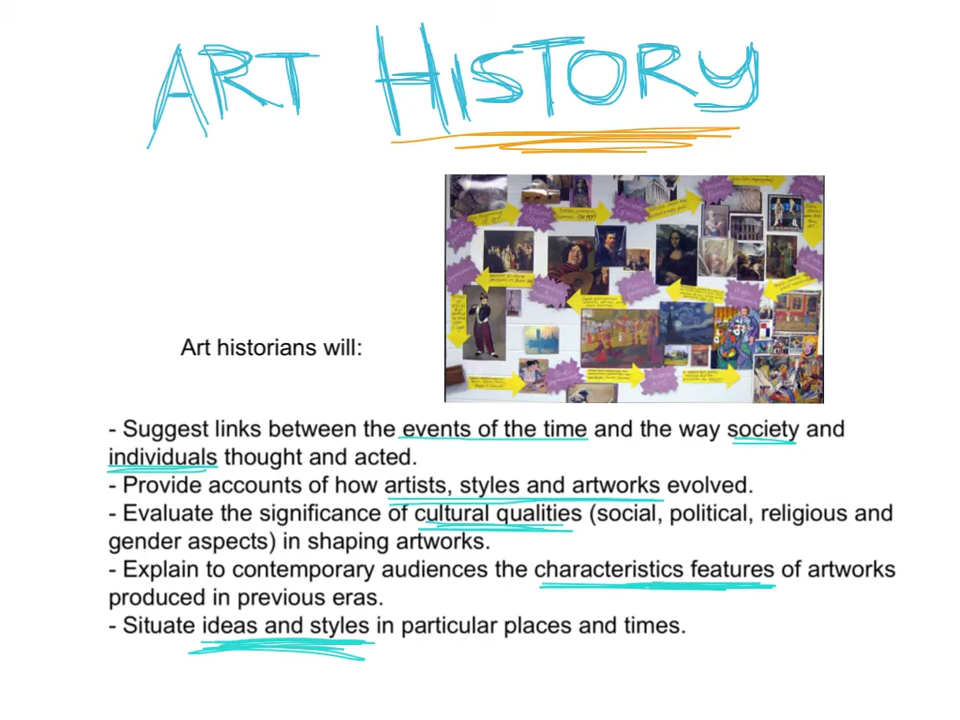 ART HISTORY
Art historians will:
- Suggest links between the events of the time and the way society and
individuals thought and acted.
- Provide accounts of how artists, styles and artworks evolved.
- Evaluate the significance of cultural qualities (social, political, religious and
gender aspects) in shaping artworks.
- Explain to contemporary audiences the characteristics features of artworks
produced in previous eras.
- Situate ideas and styles in particular places and times.